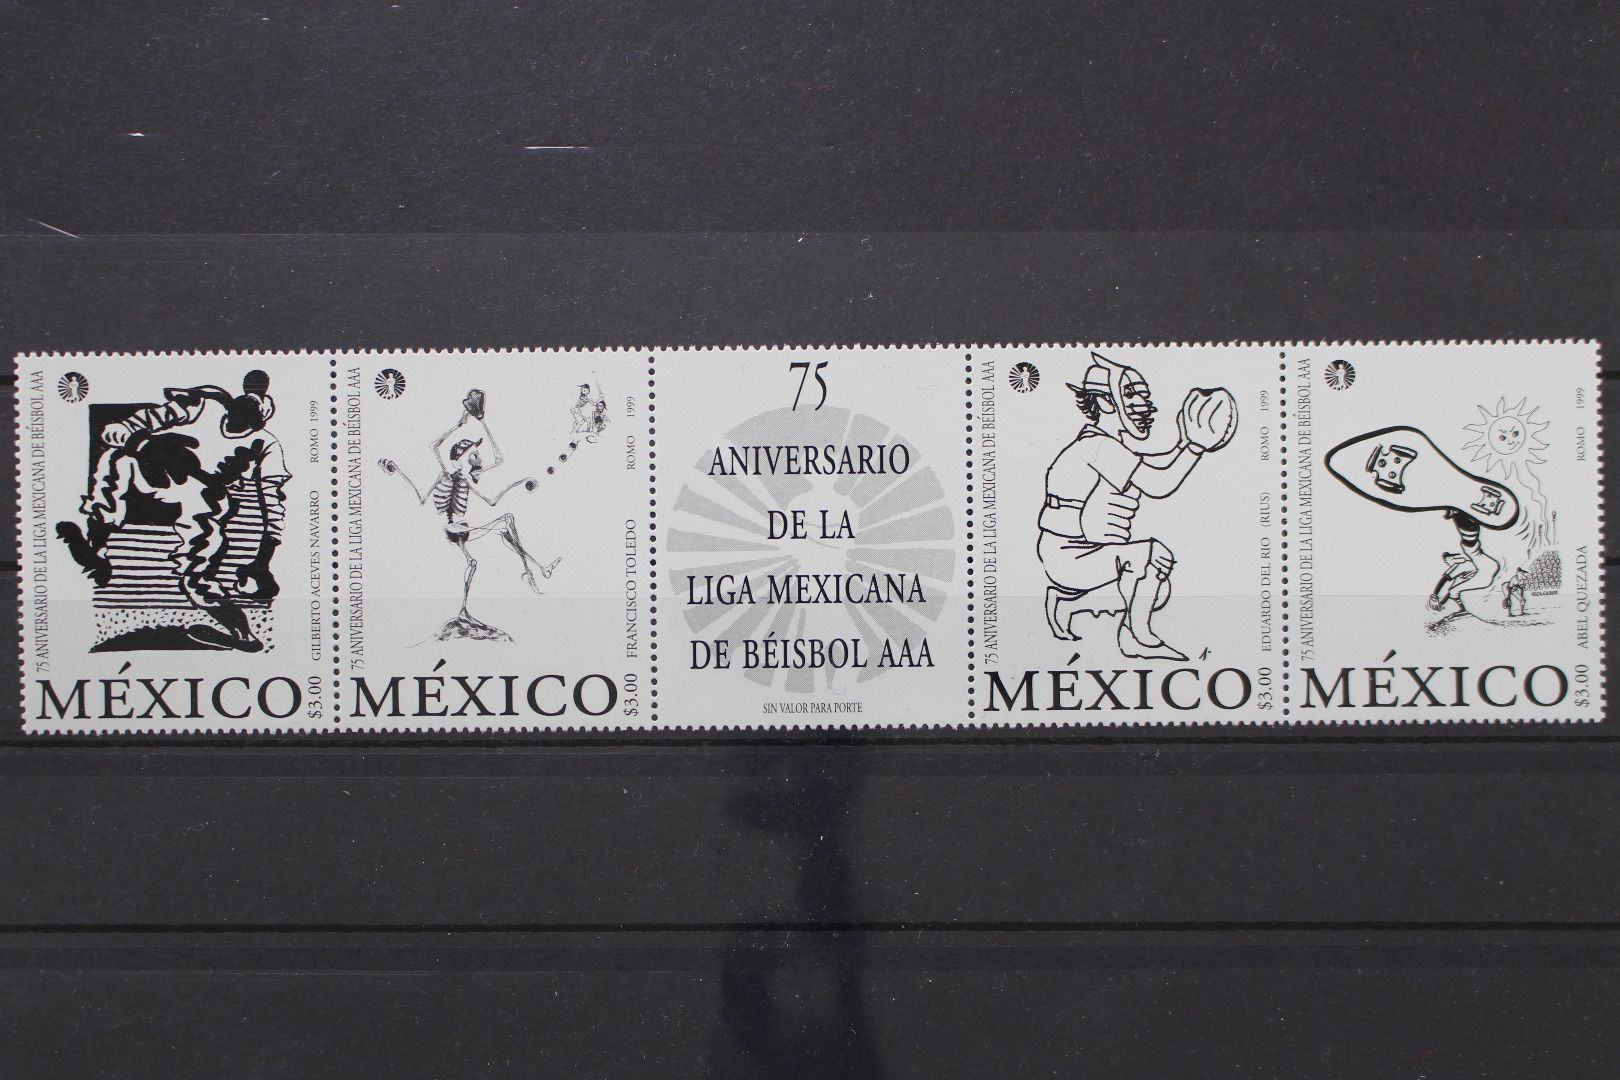 75 ANIVERSARIO DE LA LIGA MEXICANA DE BÉISBOL AAA
GILBERTO ACEVES NAVARRO ROMO 1999
MÉXICO $3.00
75 ANIVERSARIO DE LA LIGA MEXICANA DE BÉISBOL AAA
FRANCISCO TOLEDO ROMO 1999
MÉXICO $3.00
75
ANIVERSARIO
DE LA
LIGA MEXICANA
DE BÉISBOL AAA
SIN VALOR PARA PORTE
75 ANIVERSARIO DE LA LIGA MEXICANA DE BÉISBOL AAA
EDUARDO DEL RIO (RIUS) ROMO 1999
MÉXICO $3.00
75 ANIVERSARIO DE LA LIGA MEXICANA DE BÉISBOL AAA
ABEL QUEZADA ROMO 1999
MÉXICO $3.00